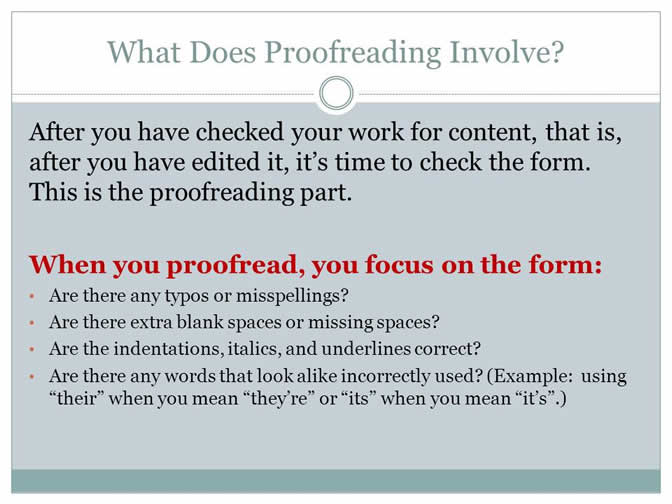 What Does Proofreading Involve?
After you have checked your work for content, that is,
after you have edited it, it’s time to check the form.
This is the proofreading part.
When you proofread, you focus on the form:
• Are there any typos or misspellings?
• Are there extra blank spaces or missing spaces?
• Are the indentations, italics, and underlines correct?
• Are there any words that look alike incorrectly used? (Example:  using
“their” when you mean “they’re” or “its” when you mean “it’s”.)